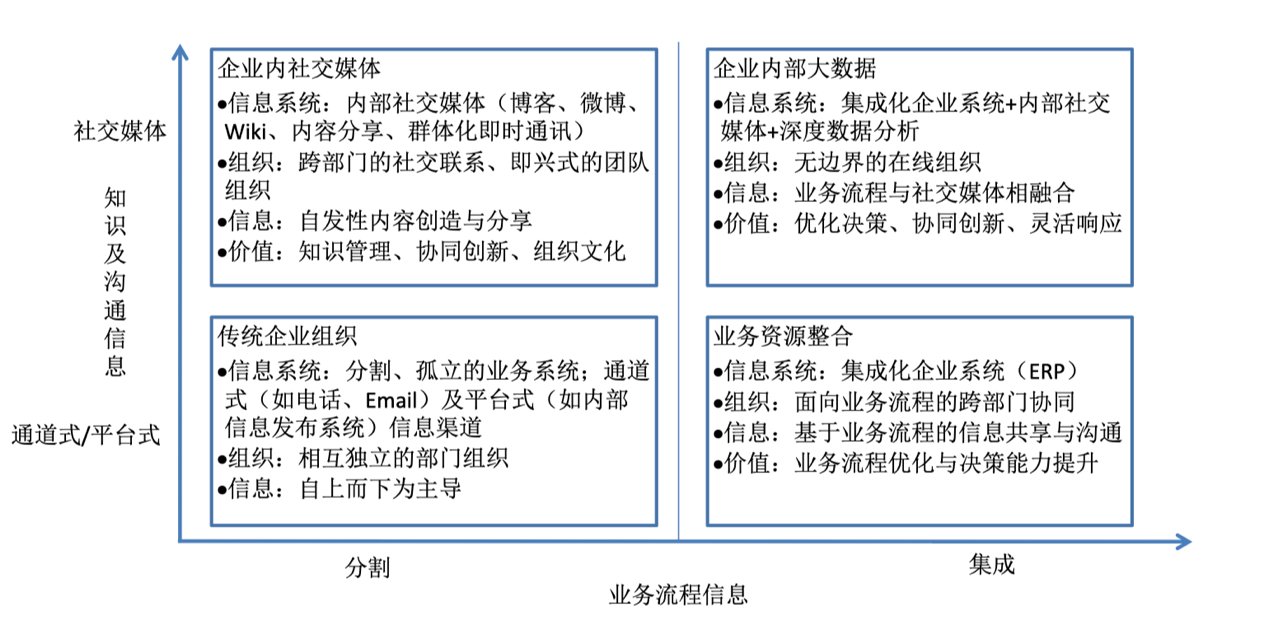 企业内社交媒体
•信息系统：内部社交媒体（博客、微博、
Wiki、内容分享、群体化即时通讯）
•组织：跨部门的社交联系、即兴式的团队
组织
•信息：自发性内容创造与分享
•价值：知识管理、协同创新、组织文化
企业内部大数据
•信息系统：集成化企业系统+内部社交
媒体+深度数据分析
•组织：无边界的在线组织
•信息：业务流程与社交媒体相融合
•价值：优化决策、协同创新、灵活响应
社交媒体
知
识
及
沟
通
信
息
通道式/平台式
传统企业组织
•信息系统：分割、孤立的业务系统；通道
式（如电话、Email）及平台式（如内部
信息发布系统）信息渠道
•组织：相互独立的部门组织
•信息：自上而下为主导
业务资源整合
•信息系统：集成化企业系统（ERP）
•组织：面向业务流程的跨部门协同
•信息：基于业务流程的信息共享与沟通
•价值：业务流程优化与决策能力提升
分割
集成
业务流程信息